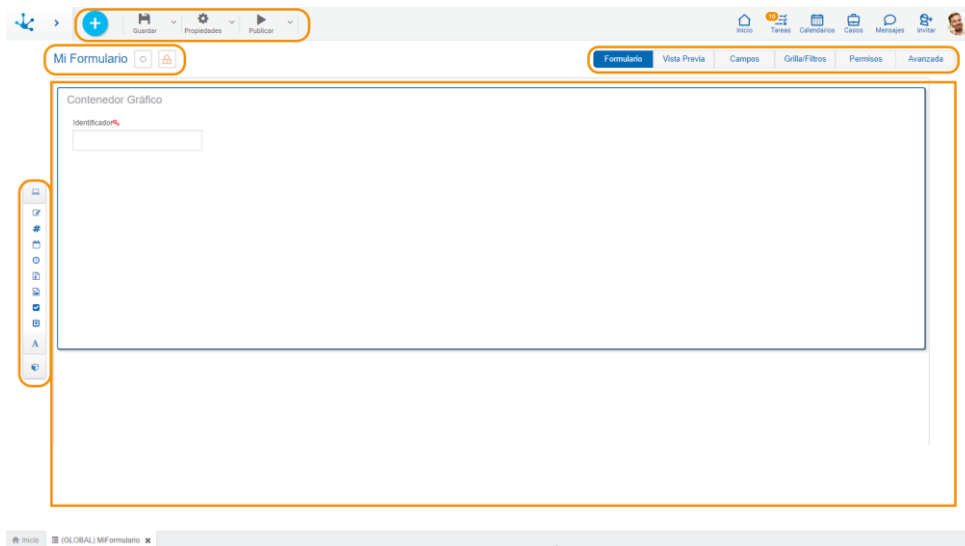 Guardar Propiedades Publicar
Inicio 10 Tareas Calendarios Casos Mensajes Invitar
Mi Formulario
Formulario Vista Previa Campos Grilla/Filtros Permisos Avanzada
Contenedor Gráfico
Identificador
A
Inicio (GLOBAL) MiFormulario